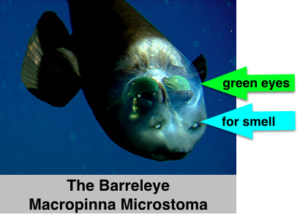 green eyes
for smell
The Barreleye
Macropinna Microstoma